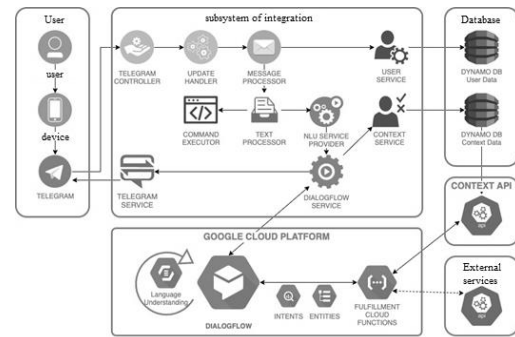 User
subsystem of integration
Database
user
device
TELEGRAM
TELEGRAM
CONTROLLER
UPDATE
HANDLER
MESSAGE
PROCESSOR
USER
SERVICE
DYNAMO DB
User Data
COMMAND
EXECUTOR
TEXT
PROCESSOR
NLU SERVICE
PROVIDER
CONTEXT
SERVICE
DYNAMO DB
Context Data
TELEGRAM
SERVICE
DIALOGFLOW
SERVICE
CONTEXT API
api
GOOGLE CLOUD PLATFORM
Language
Understanding
DIALOGFLOW
INTENTS
ENTITIES
FULFILLMENT
CLOUD
FUNCTIONS
External
services
api